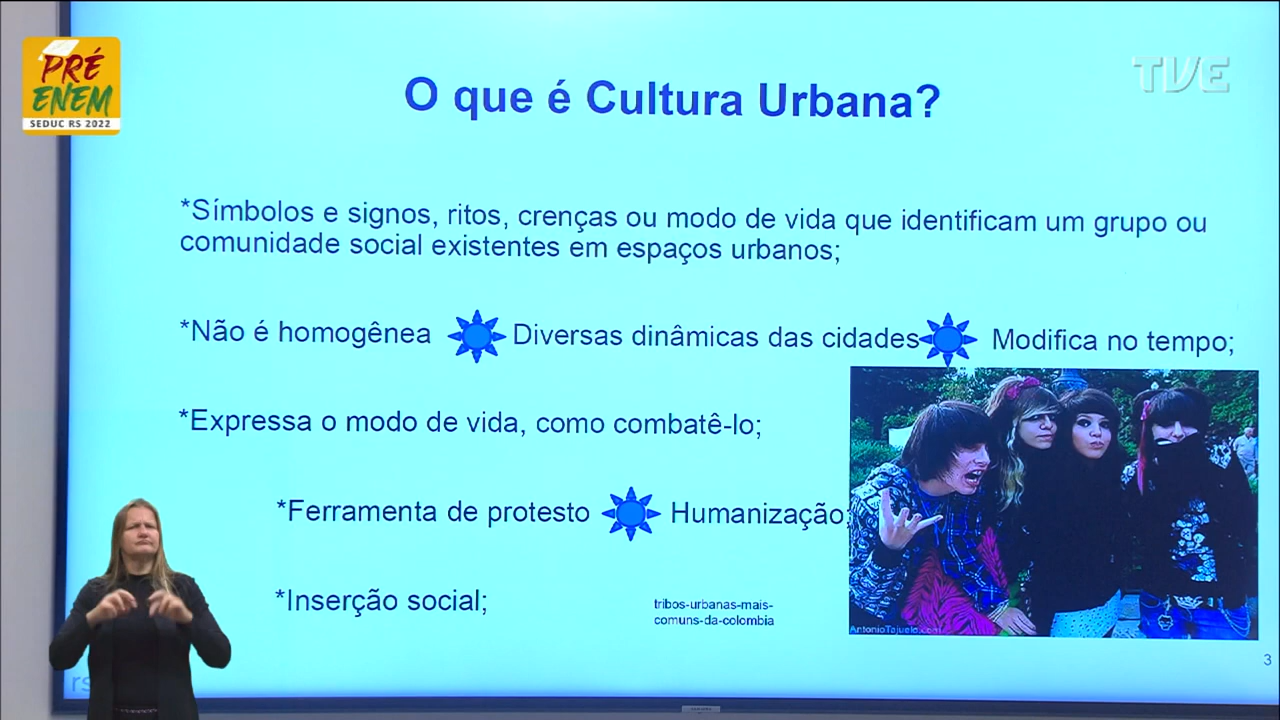 PRÉ
ENEM
SEDUC RS 2022
TVE
O que é Cultura Urbana?
*Símbolos e signos, ritos, crenças ou modo de vida que identificam um grupo ou
comunidade social existentes em espaços urbanos;
*Não é homogênea Diversas dinâmicas das cidades Modifica no tempo;
*Expressa o modo de vida, como combatê-lo;
*Ferramenta de protesto Humanização;
*Inserção social;
tribos-urbanas-mais-
comuns-da-colombia
AntonioTajuelo.com
3
rs